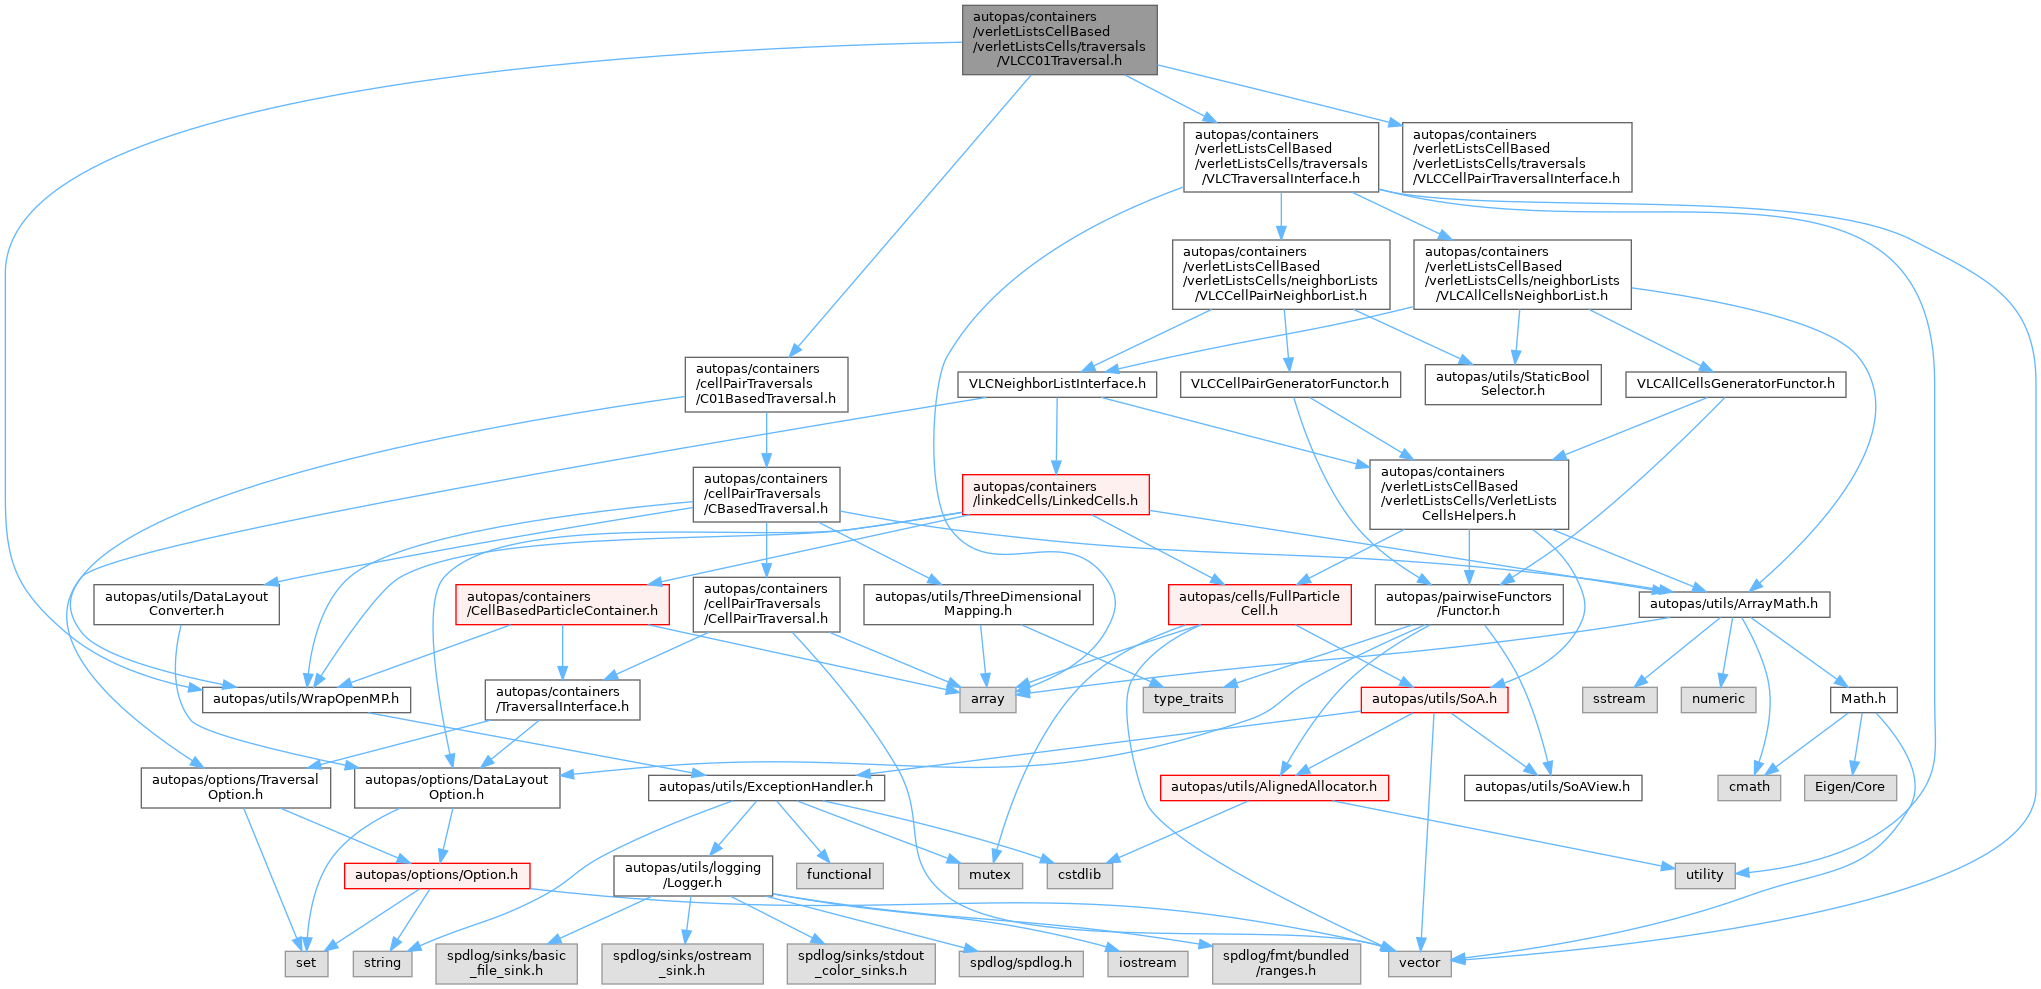 autopas/containers
/verletListsCellBased
/verletListsCells/traversals
/VLCC01Traversal.h
autopas/containers
/verletListsCellBased
/verletListsCells/traversals
/VLCTraversalInterface.h
autopas/containers
/verletListsCellBased
/verletListsCells/traversals
/VLCCellPairTraversalInterface.h
autopas/containers
/verletListsCellBased
/verletListsCells/neighborLists
/VLCCellPairNeighborList.h
autopas/containers
/verletListsCellBased
/verletListsCells/neighborLists
/VLCAllCellsNeighborList.h
autopas/containers
/cellPairTraversals
/C01BasedTraversal.h
VLCNeighborListInterface.h
VLCCellPairGeneratorFunctor.h
autopas/utils/StaticBool
Selector.h
VLCAllCellsGeneratorFunctor.h
autopas/containers
/cellPairTraversals
/CBasedTraversal.h
autopas/containers
/linkedCells/LinkedCells.h
autopas/containers
/verletListsCellBased
/verletListsCells/VerletLists
CellsHelpers.h
autopas/utils/DataLayout
Converter.h
autopas/containers
/CellBasedParticleContainer.h
autopas/containers
/cellPairTraversals
/CellPairTraversal.h
autopas/utils/ThreeDimensional
Mapping.h
autopas/cells/FullParticle
Cell.h
autopas/pairwiseFunctors
/Functor.h
autopas/utils/ArrayMath.h
autopas/utils/WrapOpenMP.h
autopas/containers
/TraversalInterface.h
array
type_traits
autopas/utils/SoA.h
sstream
numeric
Math.h
autopas/options/Traversal
Option.h
autopas/options/DataLayout
Option.h
autopas/utils/ExceptionHandler.h
autopas/utils/AlignedAllocator.h
autopas/utils/SoAView.h
cmath
Eigen/Core
autopas/options/Option.h
autopas/utils/logging
/Logger.h
functional
mutex
cstdlib
utility
set
string
spdlog/sinks/basic
_file_sink.h
spdlog/sinks/ostream
_sink.h
spdlog/sinks/stdout
_color_sinks.h
spdlog/spdlog.h
iostream
spdlog/fmt/bundled
/ranges.h
vector